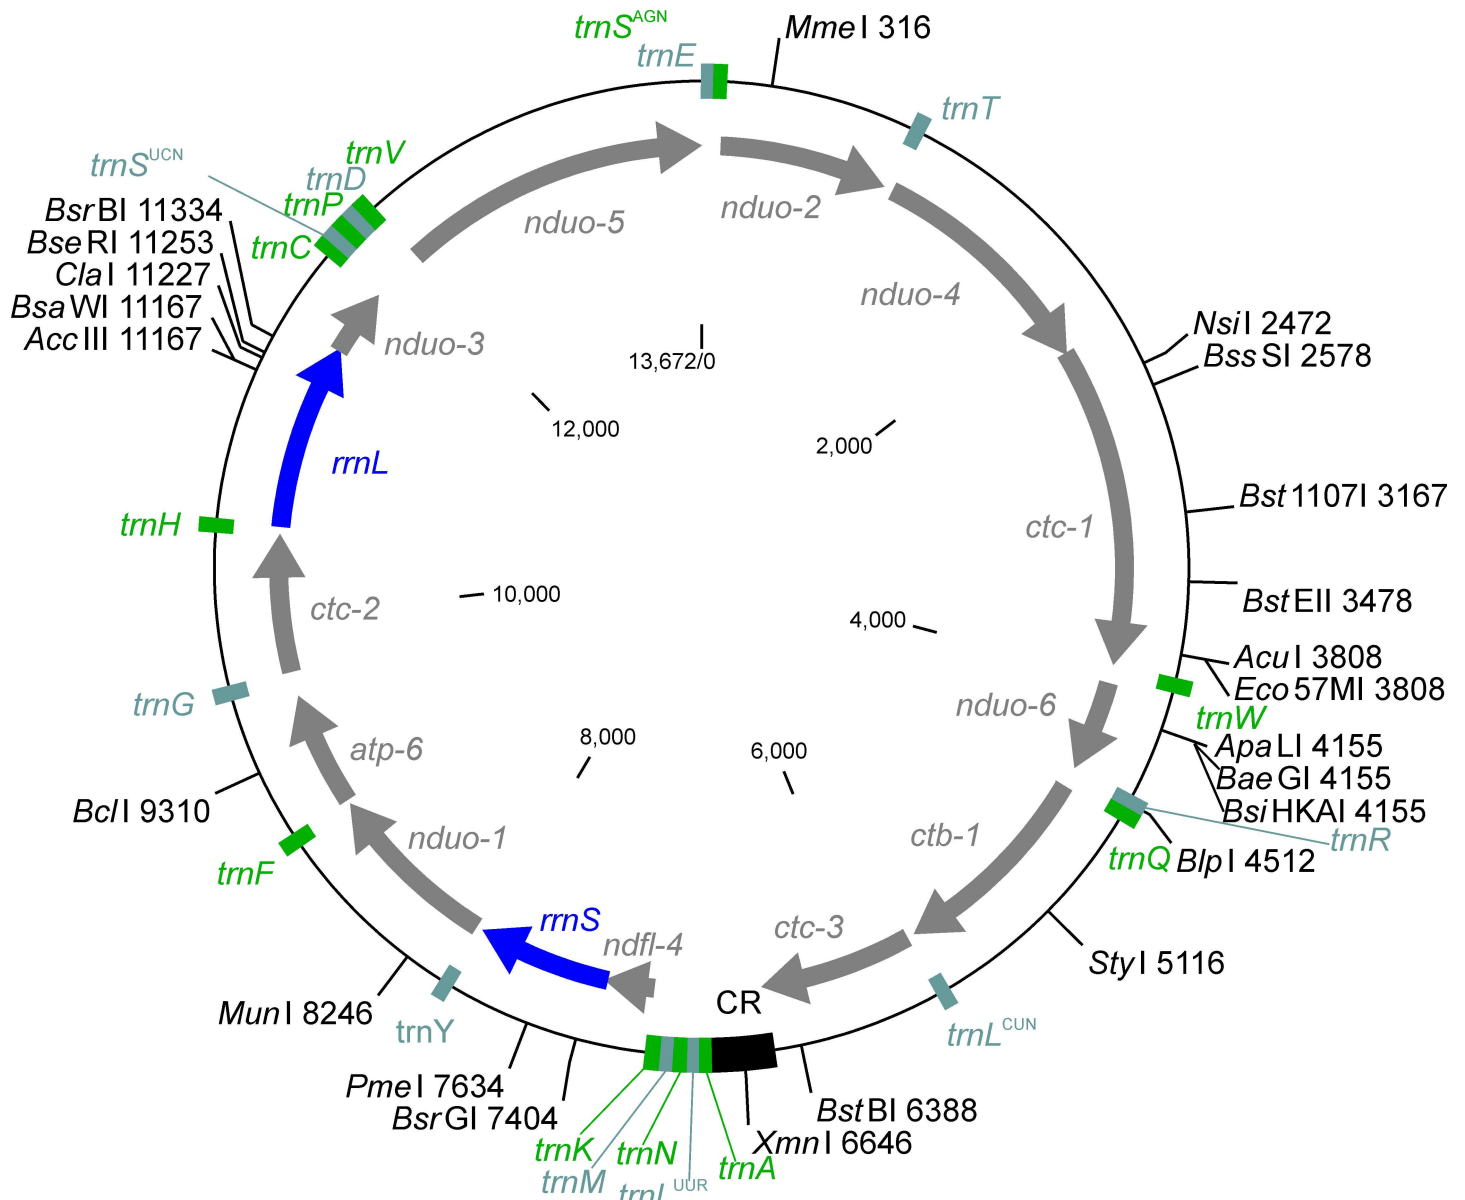 trnS AGN
MmeI 316
trnE
trnT
trnV
trnS UCN
trnD
trnP
BsrBI 11334
trnC
BseRI 11253
ClaI 11227
BsaWI 11167
AccIII 11167
nduo-5
nduo-2
nduo-4
nduo-3
13,672/0
NsiI 2472
BssSI 2578
12,000
2,000
rrnL
Bst1107I 3167
trnH
ctc-1
ctc-2
10,000
4,000
BstEII 3478
AcuI 3808
Eco57MI 3808
trnG
nduo-6
trnW
atp-6
8,000
6,000
ApaLI 4155
BaeGI 4155
BclI 9310
BsiHKAI 4155
nduo-1
ctb-1
trnR
trnF
trnQ
BlpI 4512
rrnS
ndfl-4
ctc-3
StyI 5116
CR
MunI 8246
trnY
trnL CUN
PmeI 7634
BsrGI 7404
BstBI 6388
XmnI 6646
trnK
trnN
trnA
trnM
trnL UUR